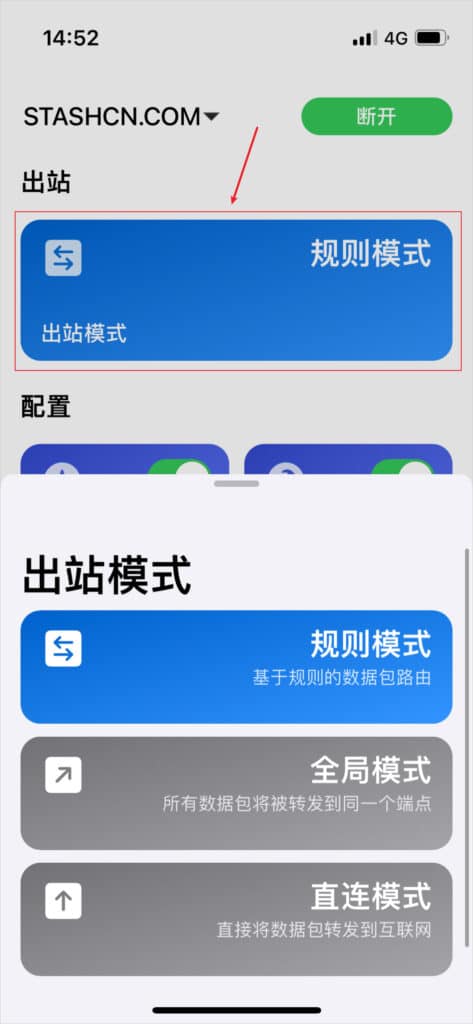 14:52
4G
STASHCN.COM
断开
出站
规则模式
出站模式
配置
出站模式
规则模式
基于规则的数据包路由
全局模式
所有数据包将被转发到同一个端点
直连模式
直接将数据包转发到互联网